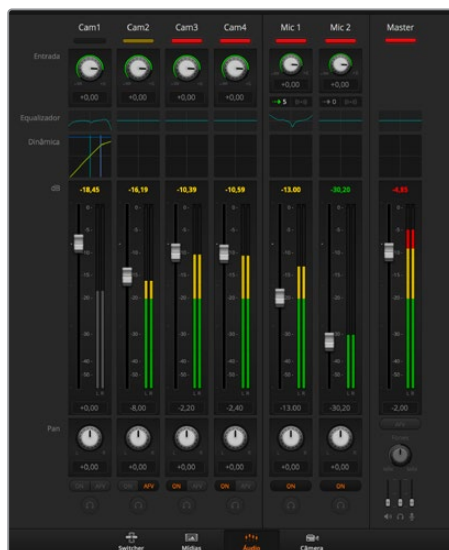 Cam1 Cam2 Cam3 Cam4 Mic 1 Mic 2 Master
Entrada
+0,00 +0,00 +0,00 +0,00 +0,00 +0,00
5 0
Equalizador
Dinâmica
dB -18,45 -16,19 -10,39 -10,59 -13.00 -30,20 -4,85
+0,00 -8,00 -2,20 -2,40 -13.00 -30,20 -2,00
Pan
AFV
+0,00 +0,00 +0,00 +0,00 +0,00 +0,00
ON AFV ON AFV ON AFV ON AFV ON ON
Switcher Mídias Áudio Câmera